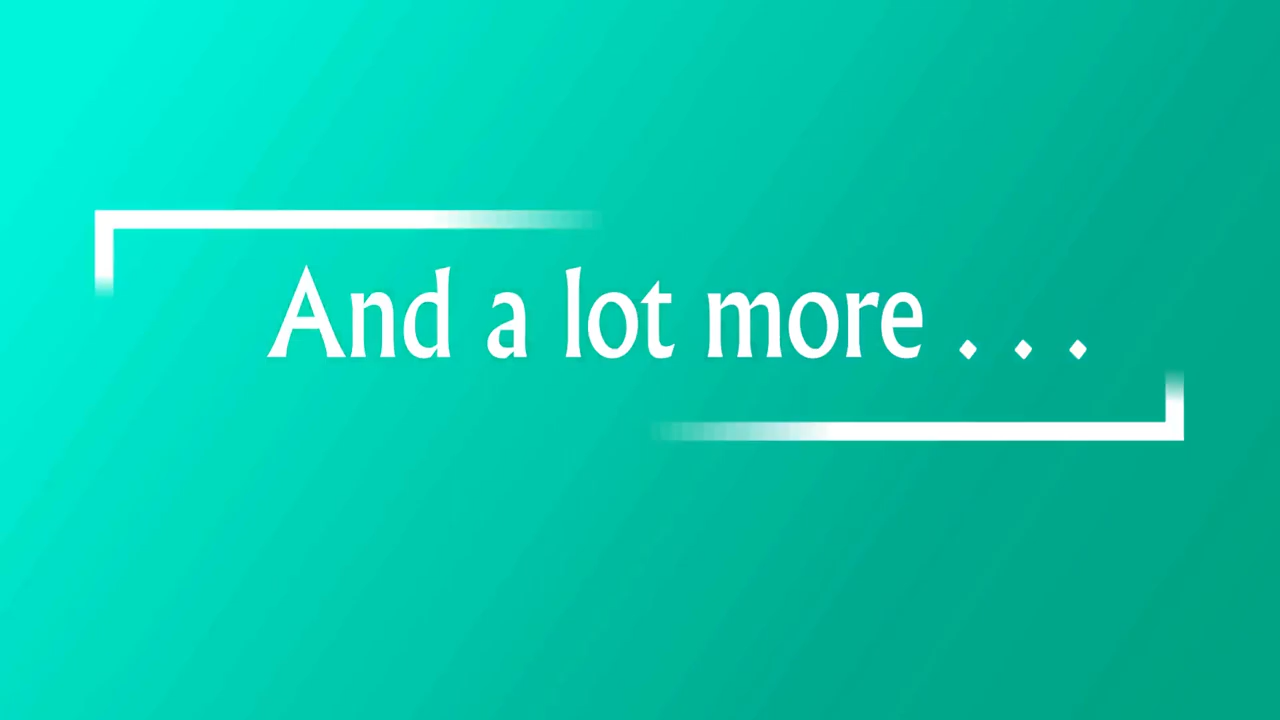 And a lot more . . .